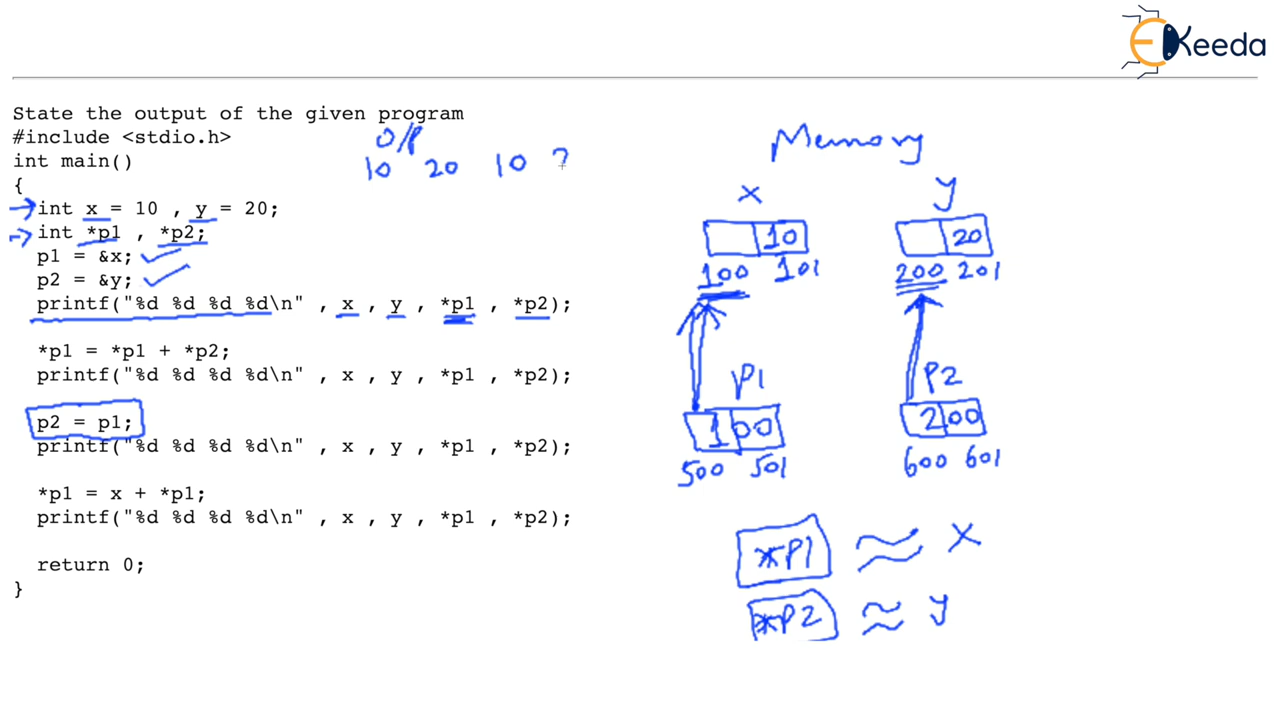 EKeeda
State the output of the given program
#include <stdio.h>
O/P
int main()
10 20 10 2
{
int x = 10 , y = 20;
int *p1 , *p2;
p1 = &x;
p2 = &y;
printf("%d %d %d %d\n" , x , y , *p1 , *p2);
*p1 = *p1 + *p2;
printf("%d %d %d %d\n" , x , y , *p1 , *p2);
p2 = p1;
printf("%d %d %d %d\n" , x , y , *p1 , *p2);
*p1 = x + *p1;
printf("%d %d %d %d\n" , x , y , *p1 , *p2);
return 0;
}
Memory
x y
10 20
100 101 200 201
P1 P2
100 200
500 501 600 601
*P1 ≈ x
*P2 ≈ y